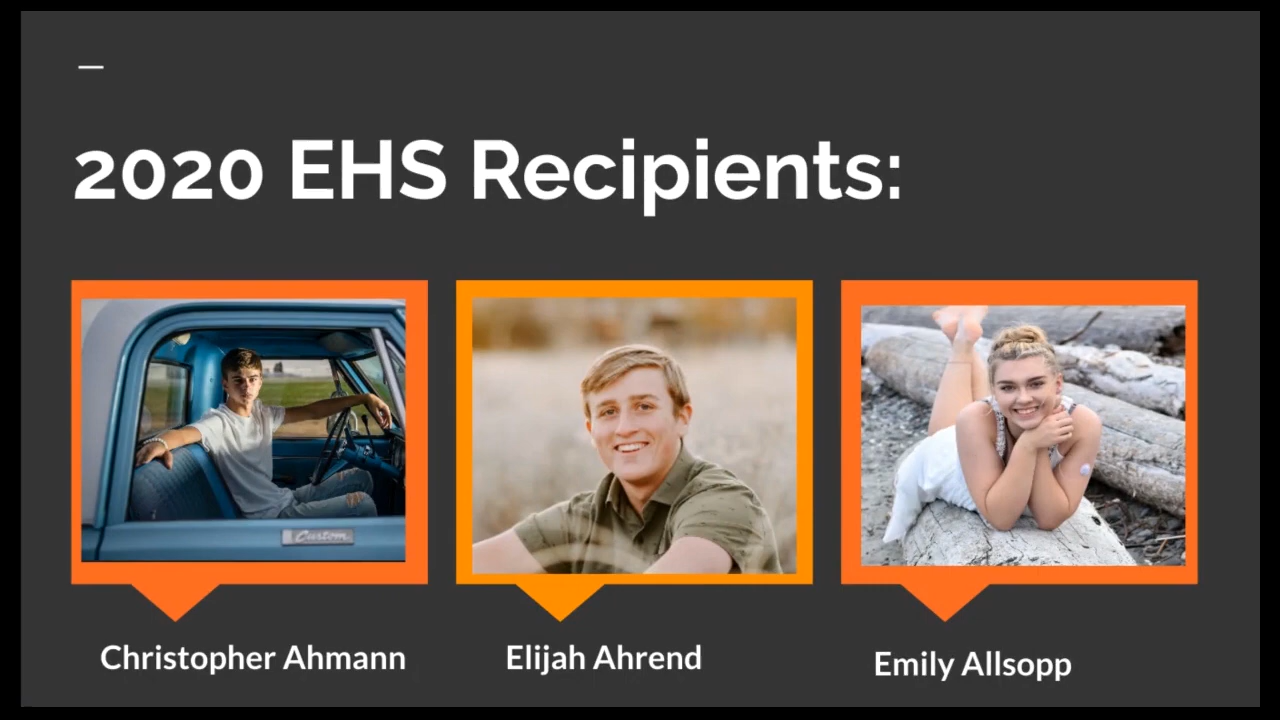 2020 EHS Recipients:
Custom
Christopher Ahmann
Elijah Ahrend
Emily Allsopp